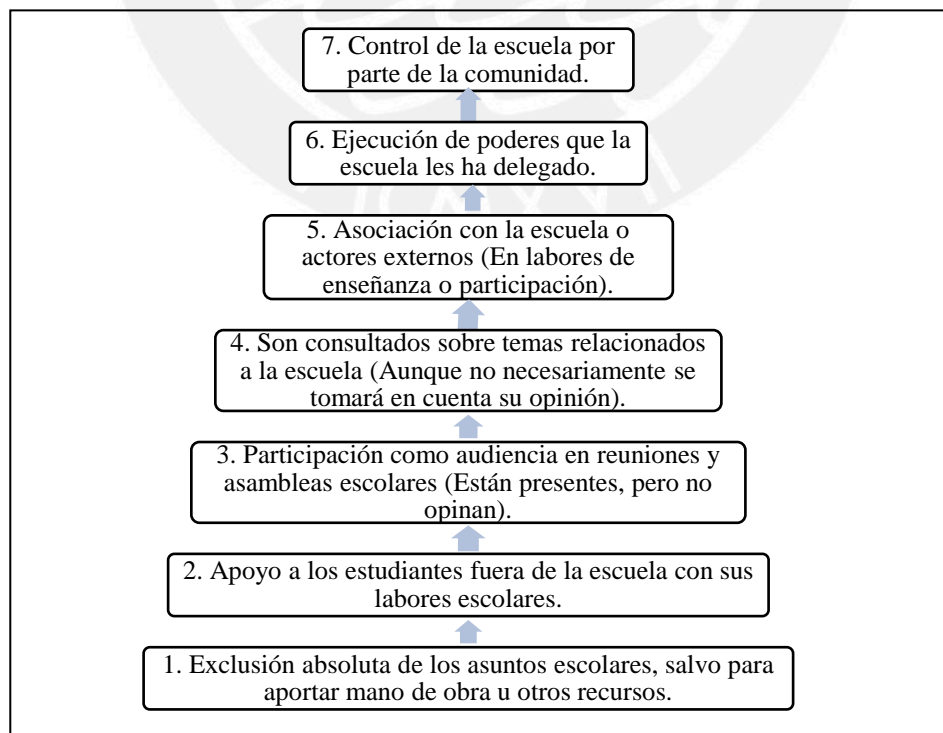 7. Control de la escuela por
parte de la comunidad.
6. Ejecución de poderes que la
escuela les ha delegado.
5. Asociación con la escuela o
actores externos (En labores de
enseñanza o participación).
4. Son consultados sobre temas relacionados
a la escuela (Aunque no necesariamente se
tomará en cuenta su opinión).
3. Participación como audiencia en reuniones y
asambleas escolares (Están presentes, pero no
opinan).
2. Apoyo a los estudiantes fuera de la escuela con sus
labores escolares.
1. Exclusión absoluta de los asuntos escolares, salvo para
aportar mano de obra u otros recursos.